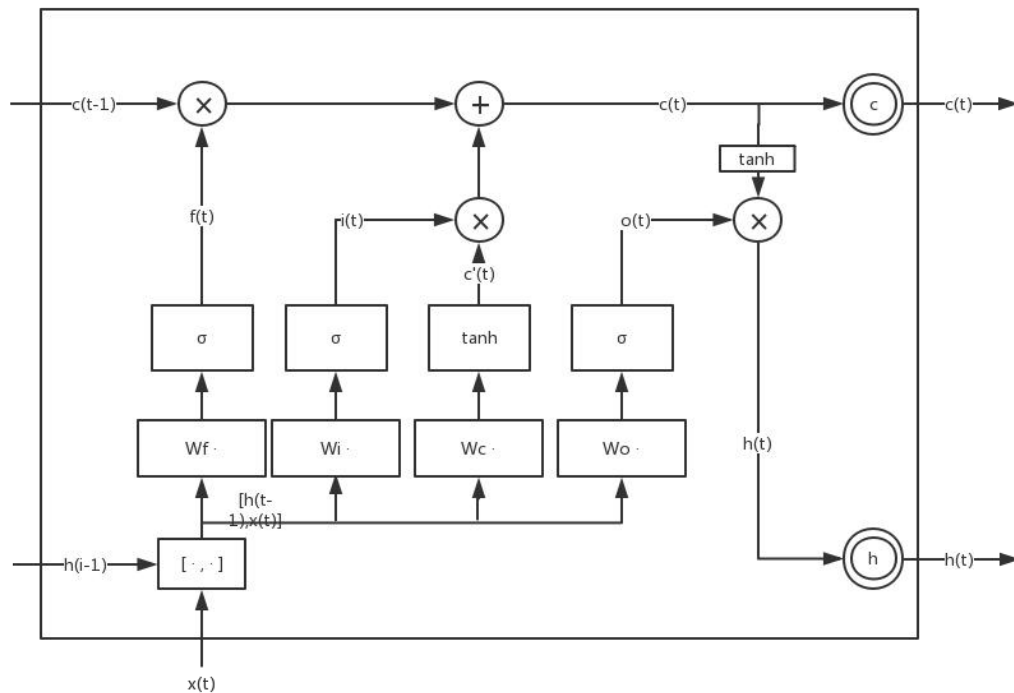 c(t-1)
×
+
c(t)
c
c(t)
tanh
f(t)
i(t)
×
o(t)
×
c'(t)
σ
σ
tanh
σ
Wf ·
Wi ·
Wc ·
Wo ·
h(t)
[h(t-
1),x(t)]
h(i-1)
[ · , · ]
h
h(t)
x(t)